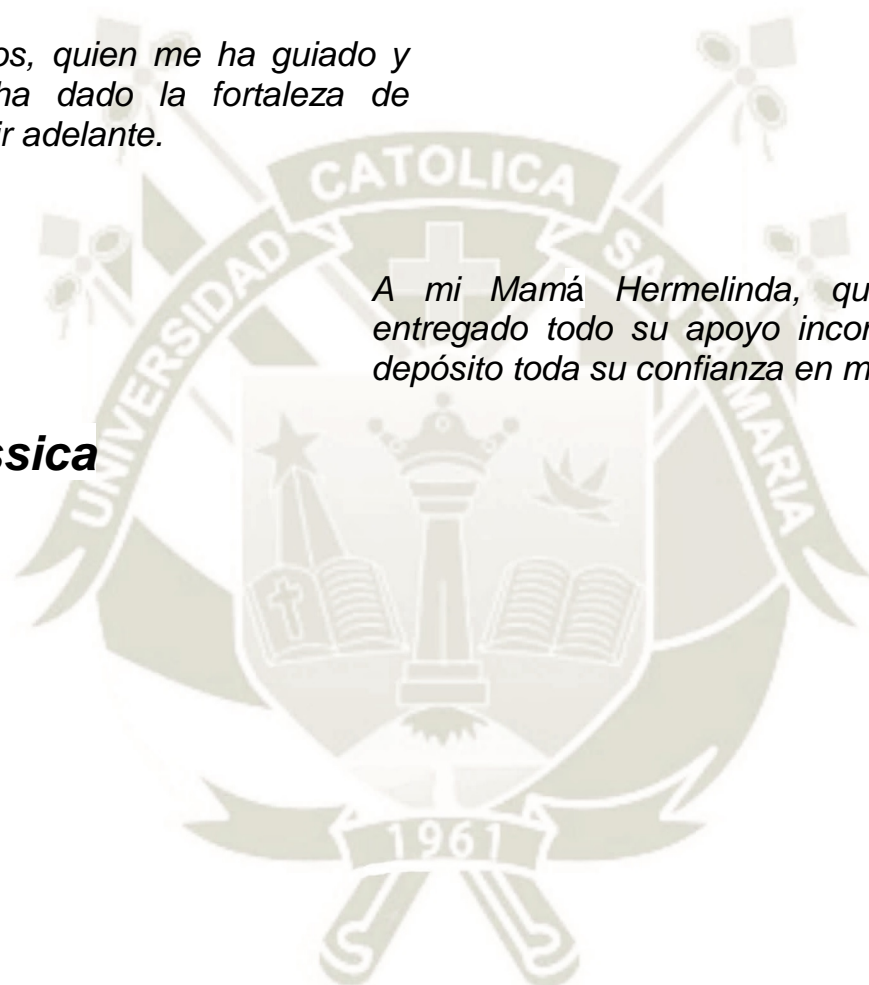 os, quien me ha guiado y
ha dado la fortaleza de
ir adelante.
A mi Mamá Hermelinda, qu
entregado todo su apoyo
depósito toda su confianza en m
ssica
UNIVERSIDAD CATOLICA SANTA MARIA
1961